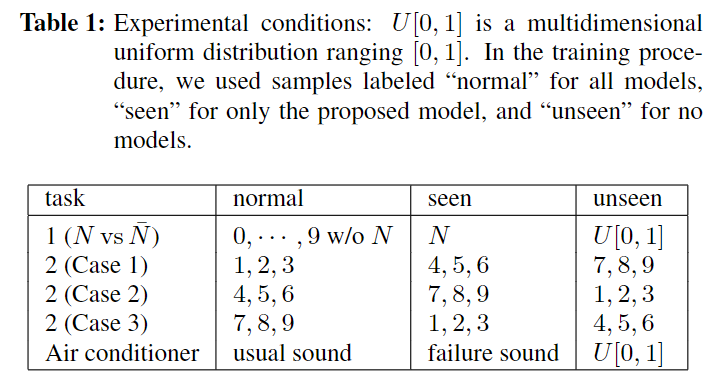 Table 1: Experimental conditions: U[0, 1] is a multidimensional
uniform distribution ranging [0, 1]. In the training proce-
dure, we used samples labeled “normal” for all models,
“seen” for only the proposed model, and “unseen” for no
models.
task normal seen unseen
1 (N vs N̄) 0, ⋯ , 9 w/o N N U[0, 1]
2 (Case 1) 1, 2, 3 4, 5, 6 7, 8, 9
2 (Case 2) 4, 5, 6 7, 8, 9 1, 2, 3
2 (Case 3) 7, 8, 9 1, 2, 3 4, 5, 6
Air conditioner usual sound failure sound U[0, 1]